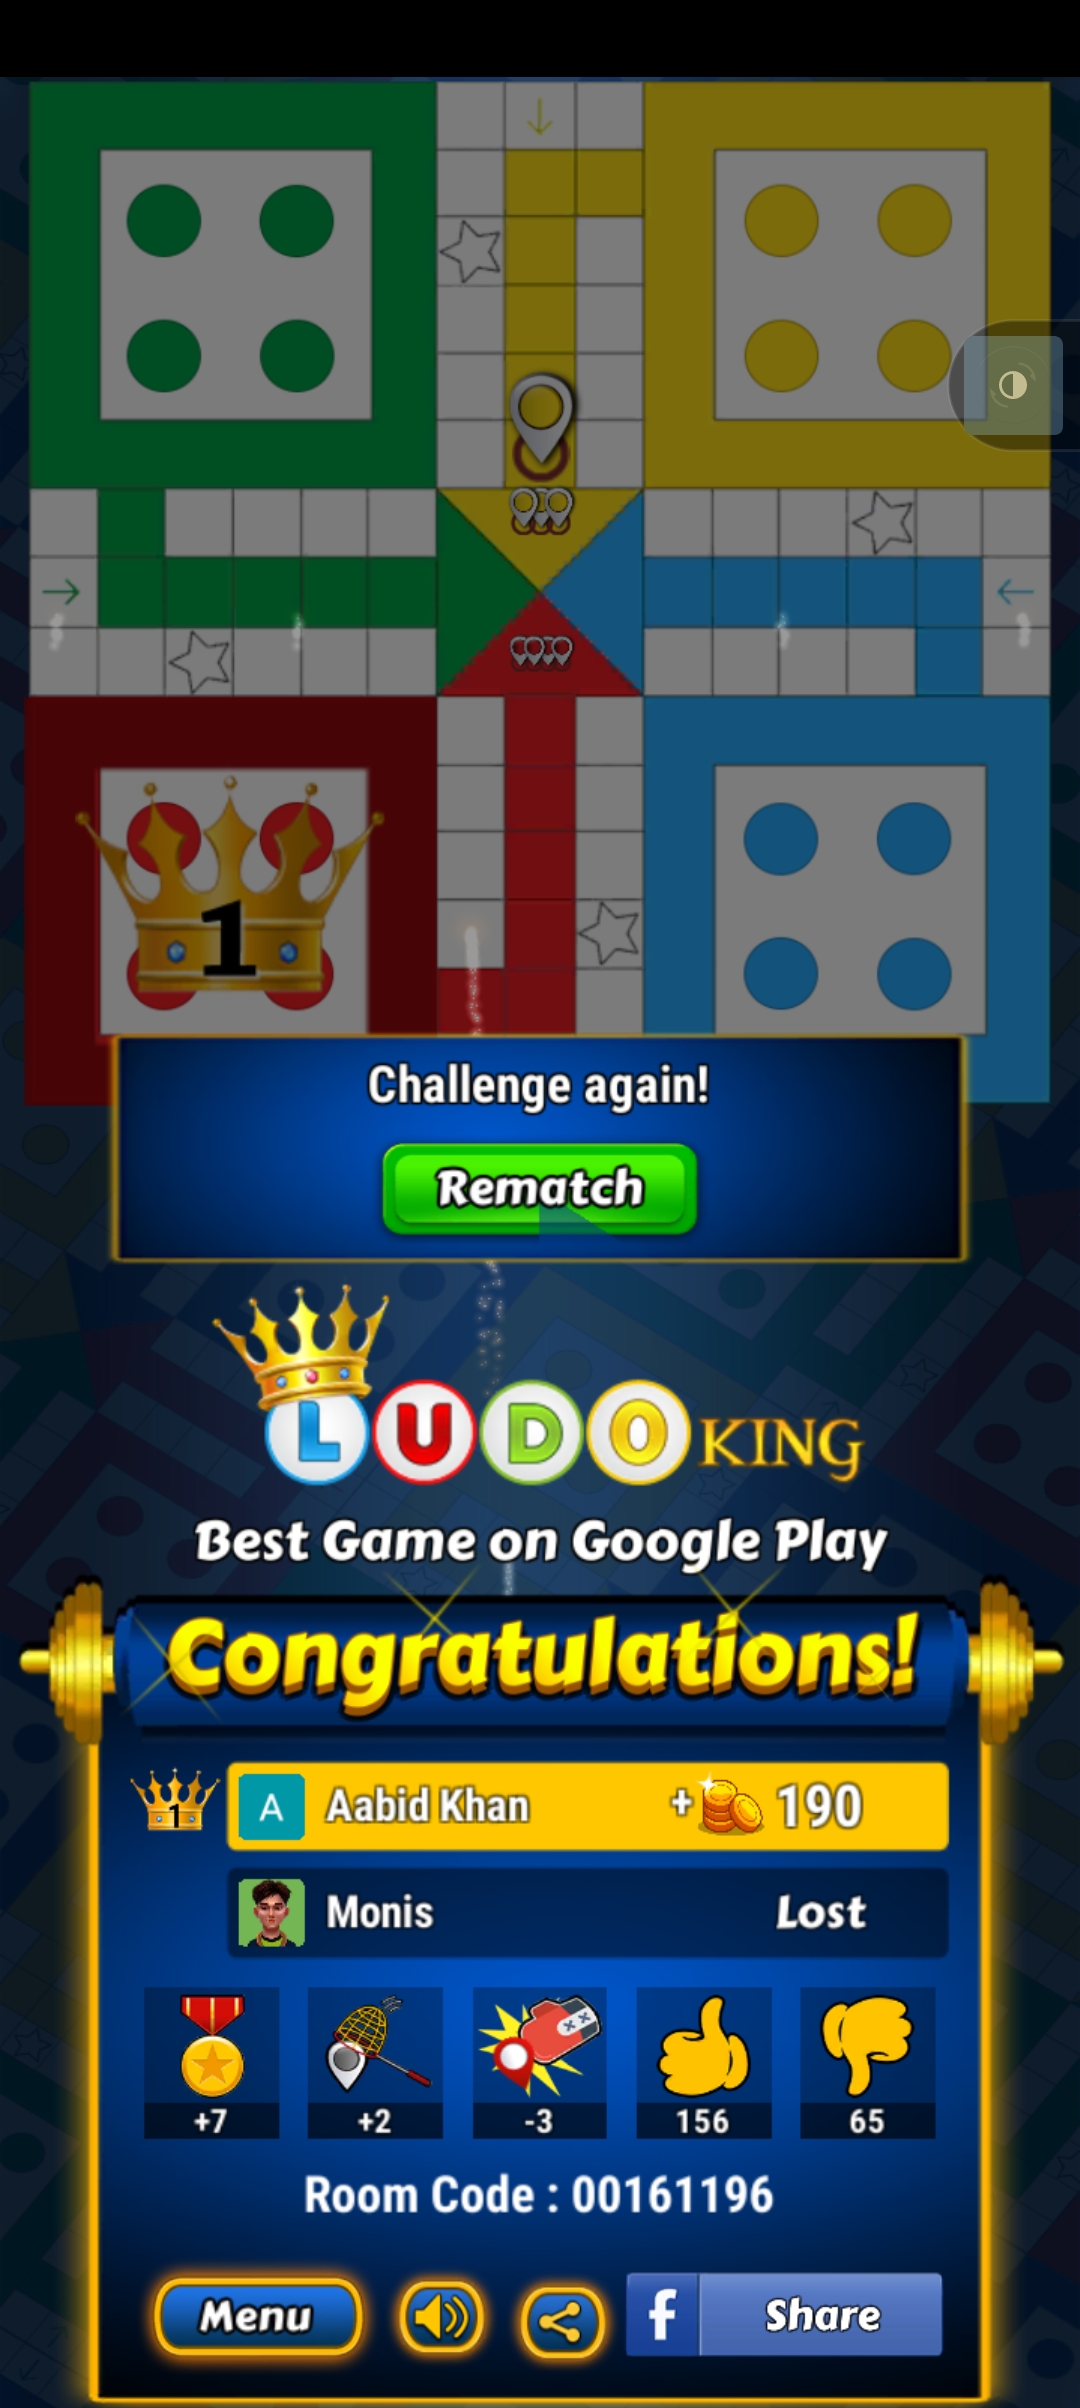 1
Challenge again!
Rematch
LUDO KING
Best Game on Google Play
Congratulations!
1 A Aabid Khan + 190
Monis Lost
+7 +2 -3 156 65
Room Code : 00161196
Menu f Share